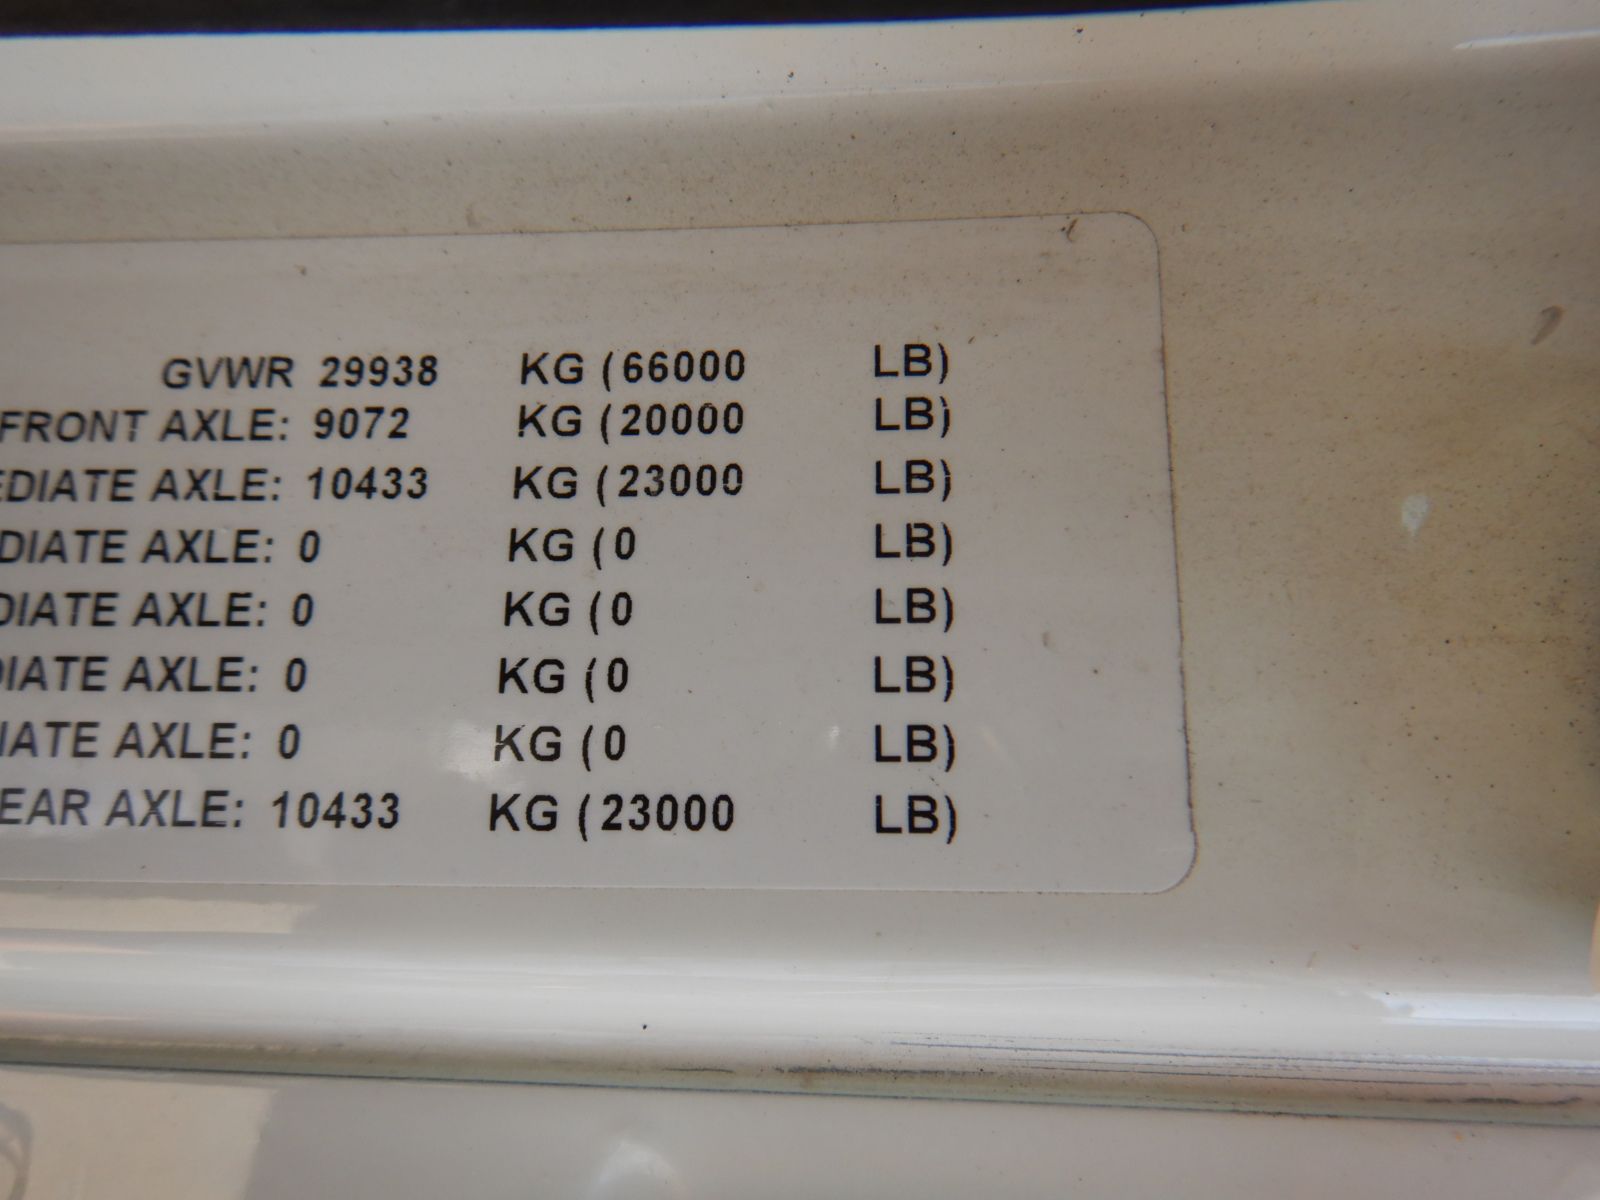 GVWR 29938 KG (66000 LB)
FRONT AXLE: 9072 KG (20000 LB)
EDIATE AXLE: 10433 KG (23000 LB)
DIATE AXLE: 0 KG (0 LB)
DIATE AXLE: 0 KG (0 LB)
DIATE AXLE: 0 KG (0 LB)
IATE AXLE: 0 KG (0 LB)
EAR AXLE: 10433 KG (23000 LB)